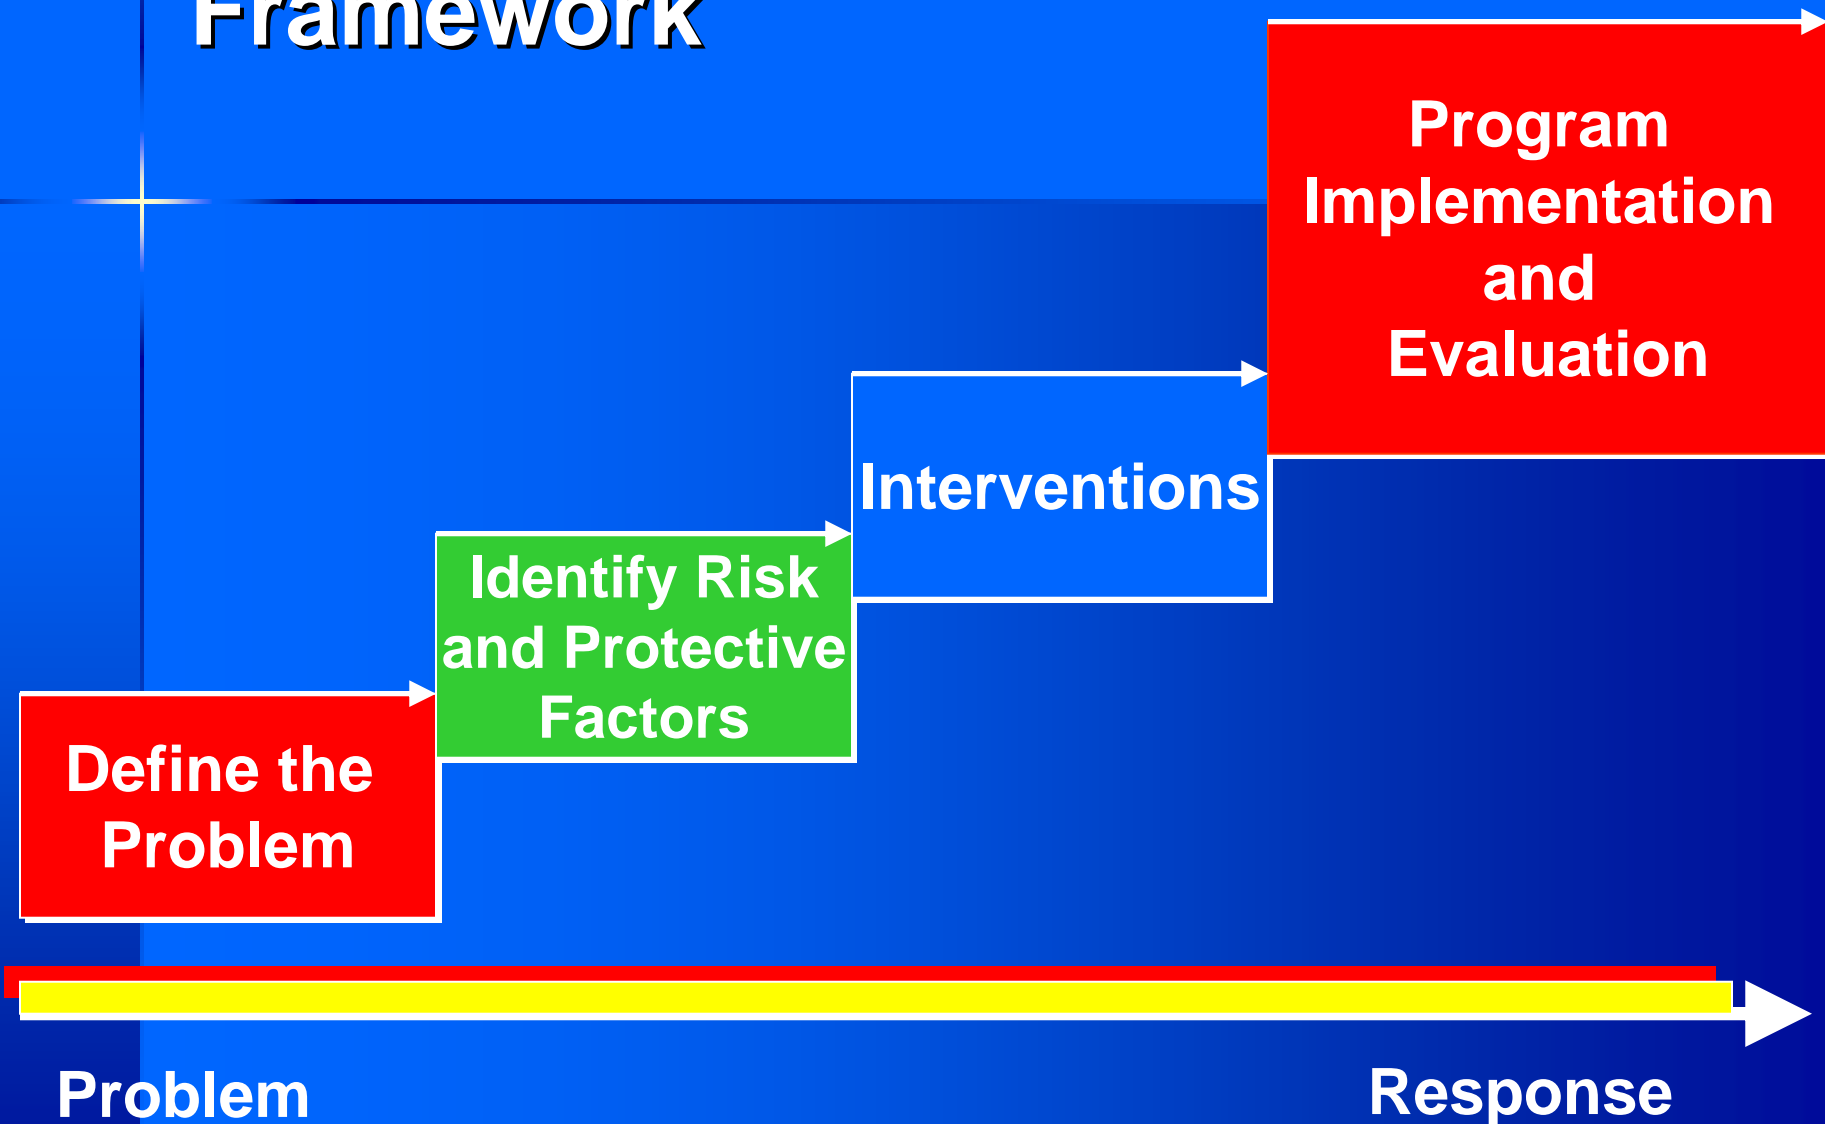 Framework
Program
Implementation
and
Evaluation
Interventions
Identify Risk
and Protective
Factors
Define the
Problem
Problem
Response